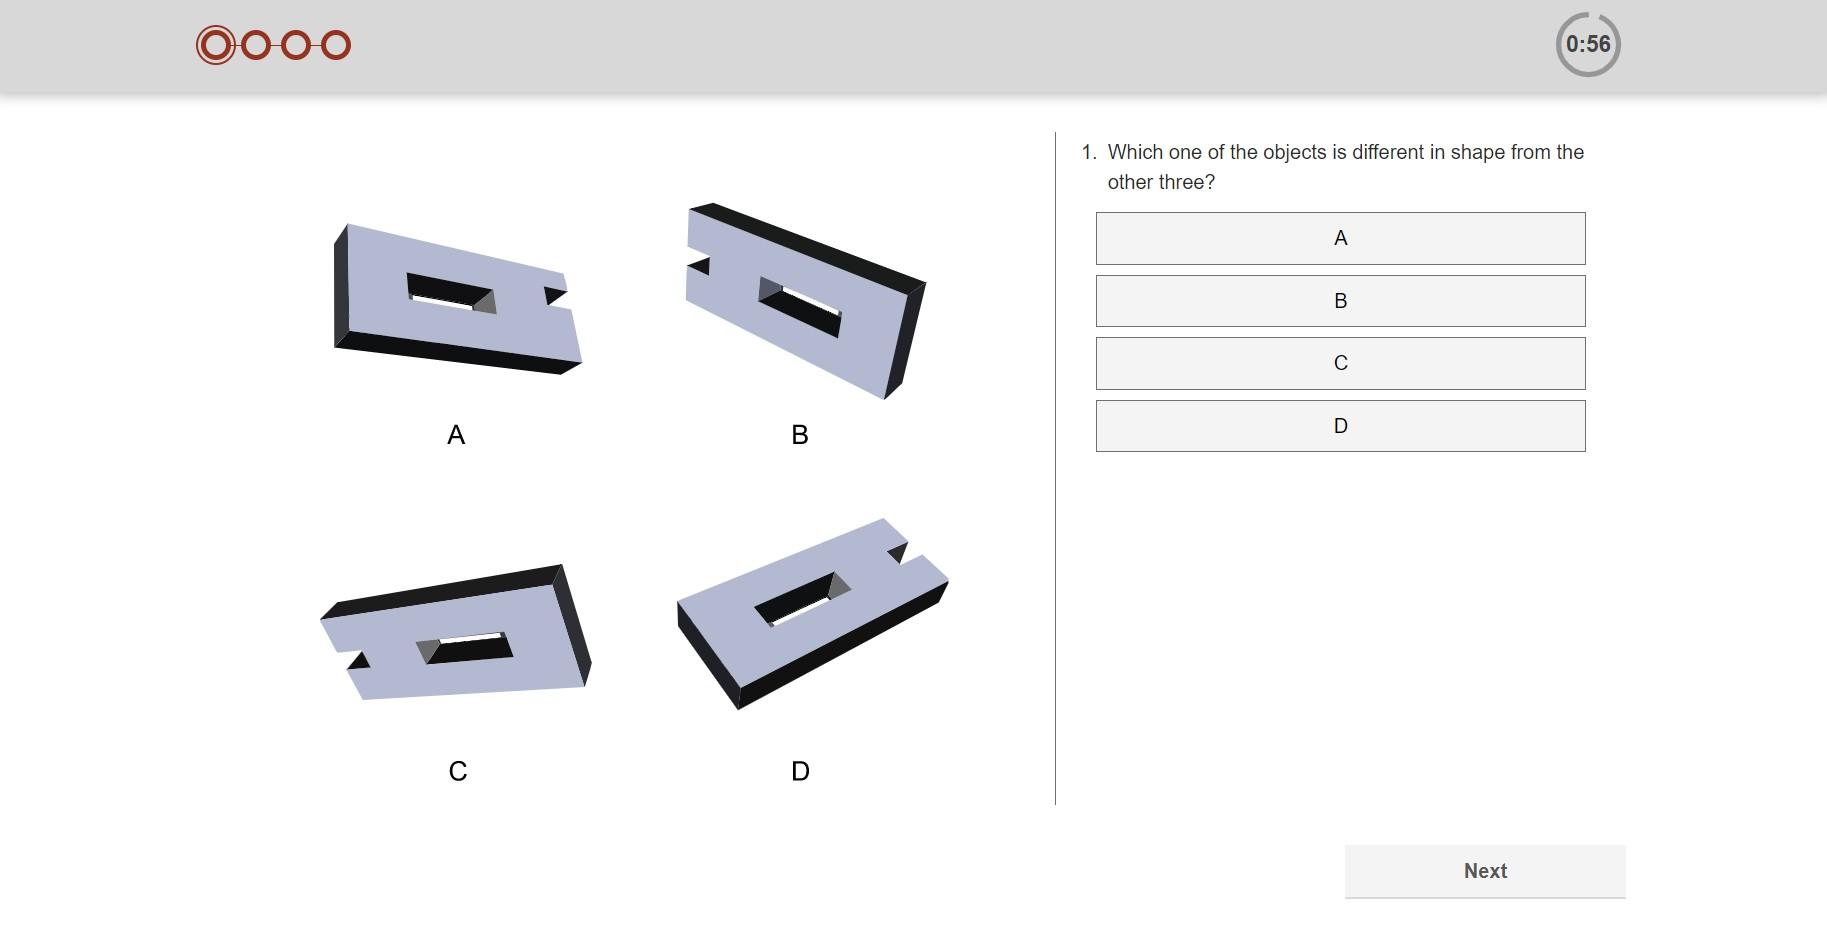 0:56
1. Which one of the objects is different in shape from the
other three?
A
B
C
D
A
B
C
D
Next